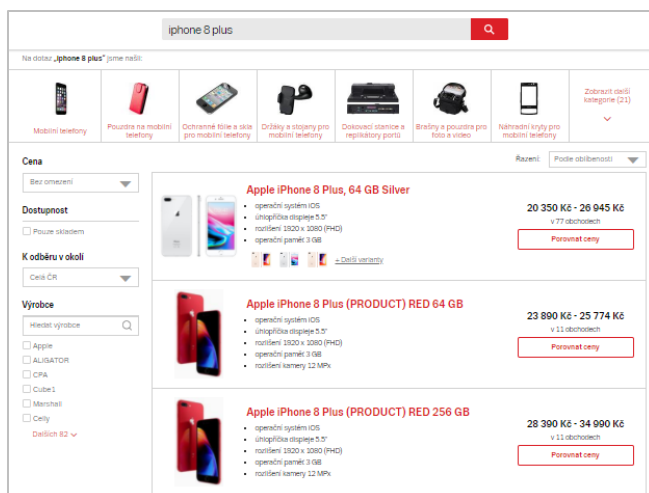 iphone 8 plus
Na dotaz „iphone 8 plus" jsme našli:
Mobilní telefony
Pouzdra na mobilní telefony
Ochranné fólie a skla pro mobilní telefony
Držáky a stojany pro mobilní telefony
Dokovací stanice a replikátory portů
Brašny a pouzdra pro foto a video
Náhradní kryty pro mobilní telefony
Zobrazit další kategorie (21)
Řazení: Podle oblíbenosti
Cena
Bez omezení
Dostupnost
Pouze skladem
K odběru v okolí
Celá ČR
Výrobce
Hledat výrobce
Apple
ALIGATOR
CPA
Cube1
Marshall
Celly
Dalších 82
Apple iPhone 8 Plus, 64 GB Silver
operační systém iOS
úhlopříčka displeje 5.5"
rozlišení 1920 x 1080 (FHD)
operační paměť 3 GB
+ Další varianty
20 350 Kč - 26 945 Kč
v 77 obchodech
Porovnat ceny
Apple iPhone 8 Plus (PRODUCT) RED 64 GB
operační systém iOS
úhlopříčka displeje 5.5"
rozlišení 1920 x 1080 (FHD)
operační paměť 3 GB
rozlišení kamery 12 MPx
23 890 Kč - 25 774 Kč
v 11 obchodech
Porovnat ceny
Apple iPhone 8 Plus (PRODUCT) RED 256 GB
operační systém iOS
úhlopříčka displeje 5.5"
rozlišení 1920 x 1080 (FHD)
operační paměť 3 GB
rozlišení kamery 12 MPx
28 390 Kč - 34 990 Kč
v 11 obchodech
Porovnat ceny